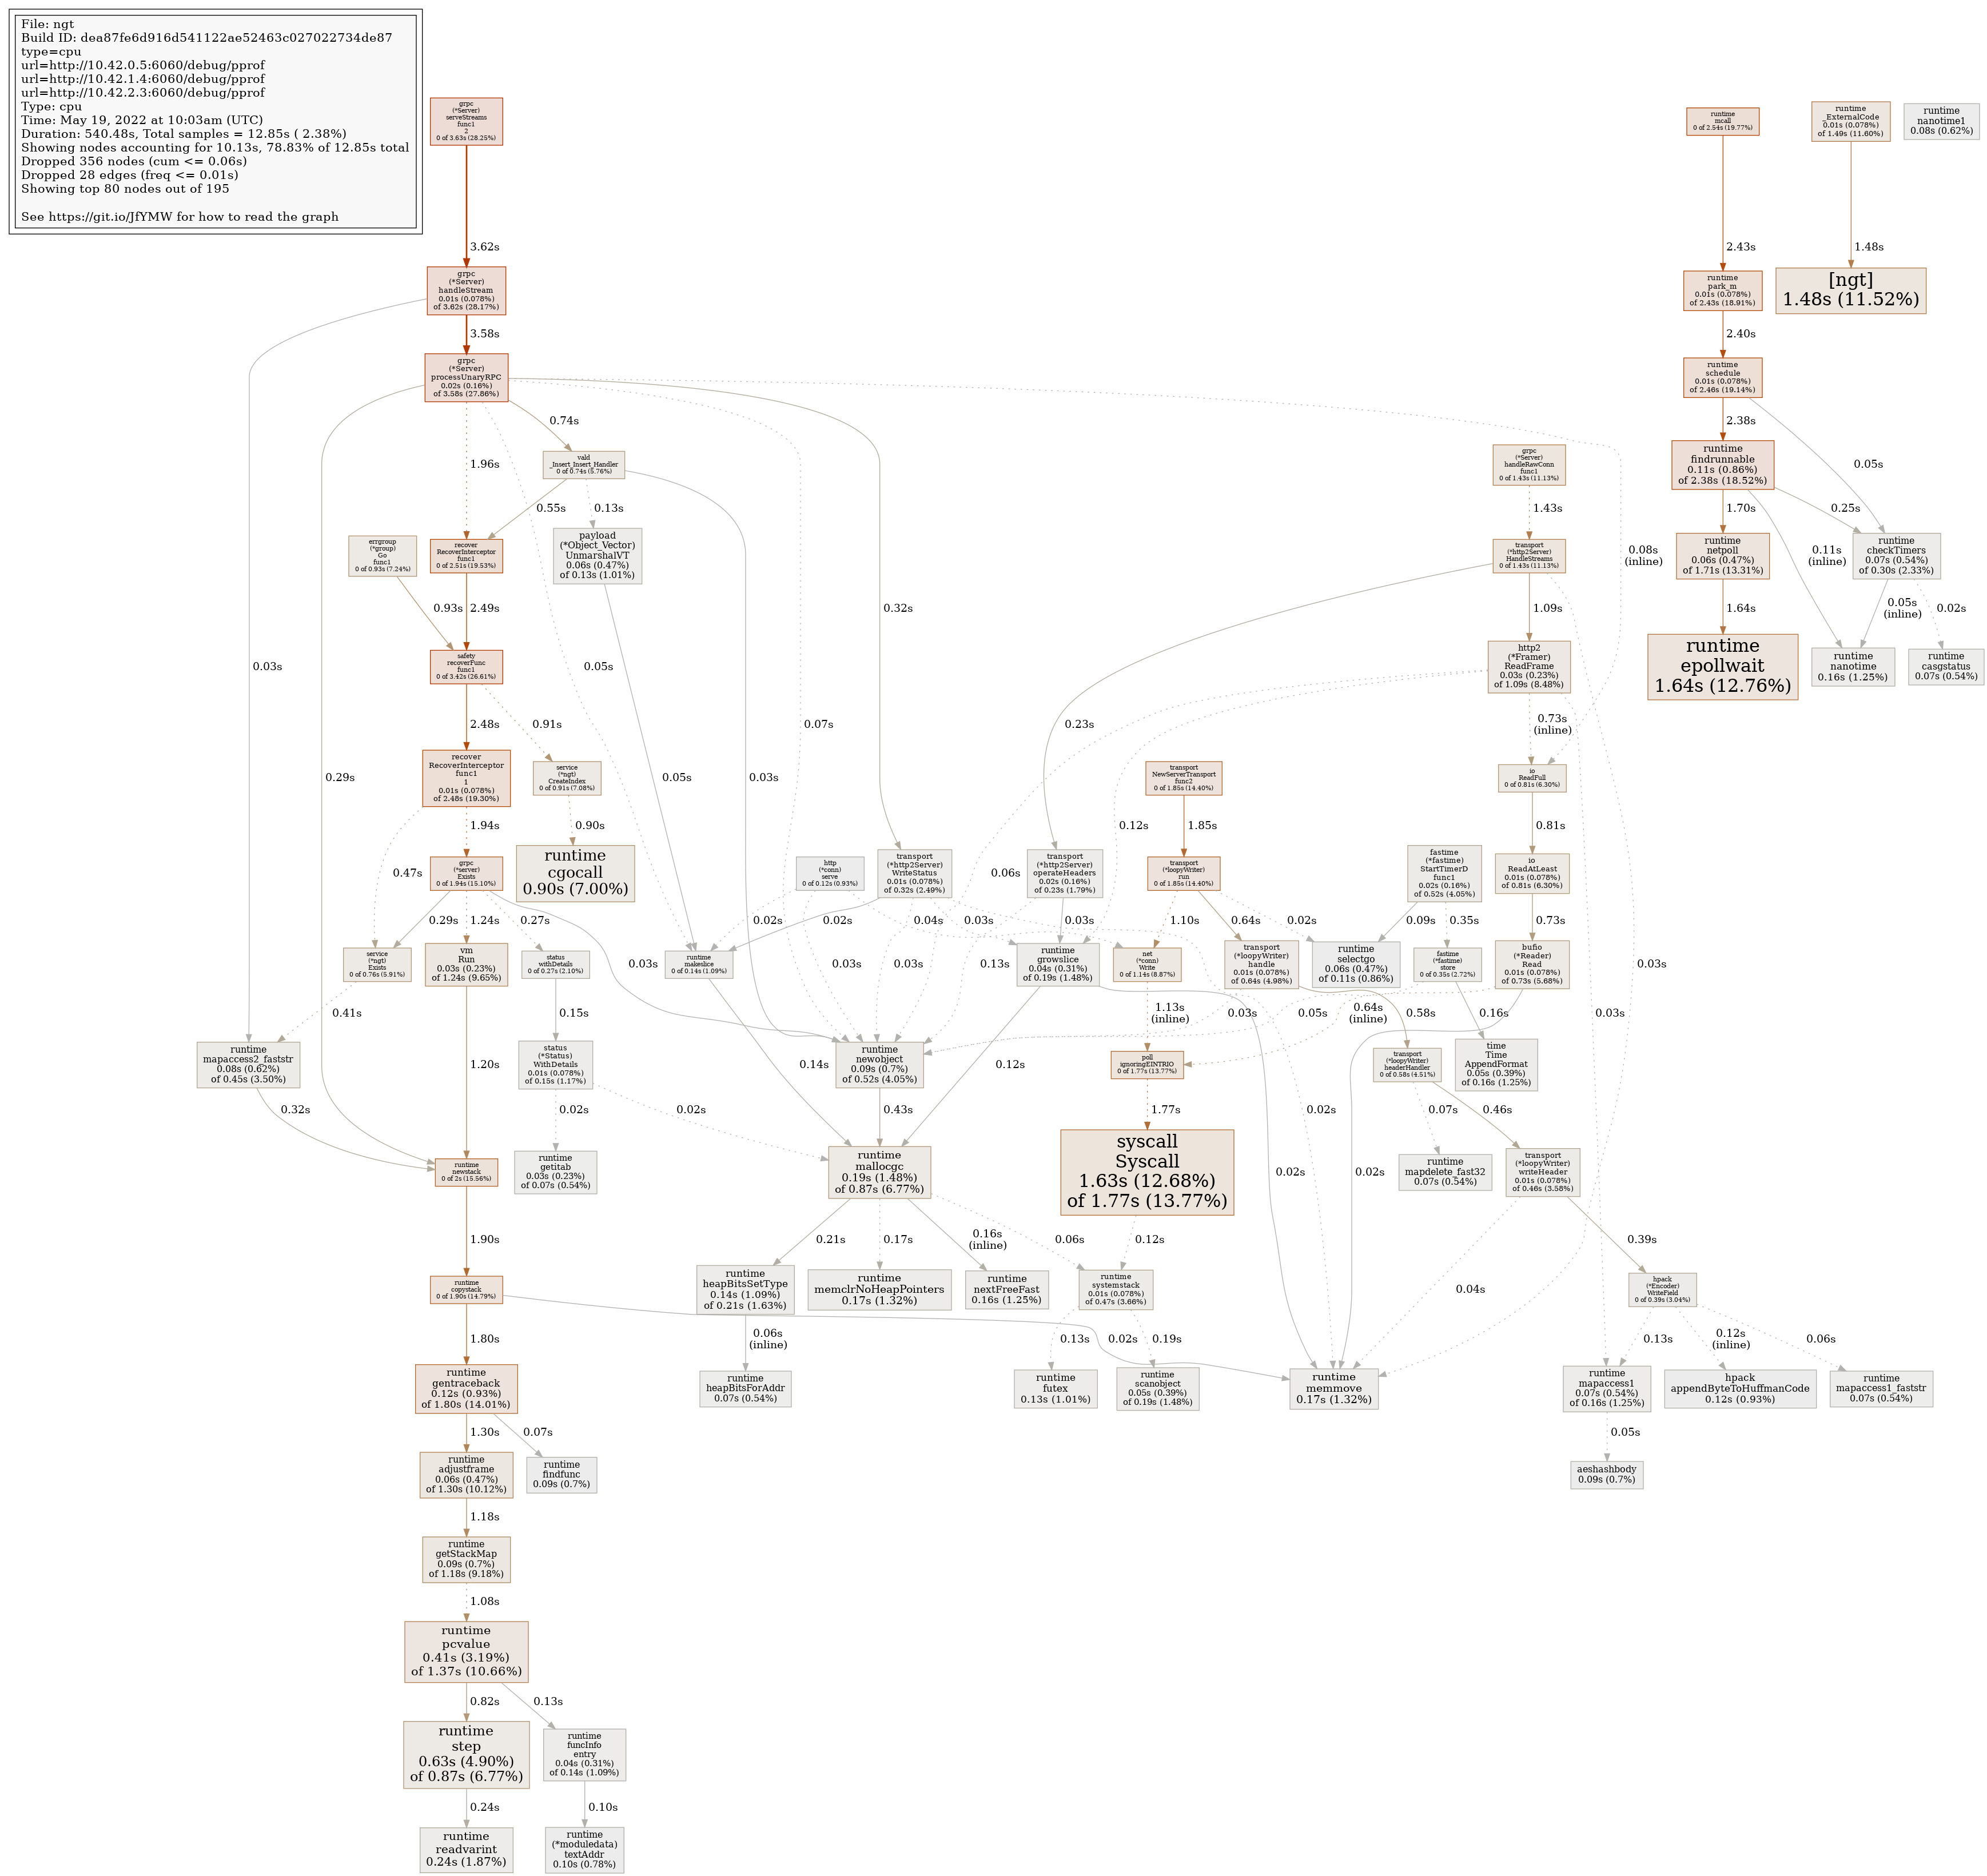 File: ngt
Build ID: dea87fe6d916d541122ae52463c027022734de87
type=cpu
url=http://10.42.0.5:6060/debug/pprof
url=http://10.42.1.4:6060/debug/pprof
url=http://10.42.2.3:6060/debug/pprof
Type: cpu
Time: May 19, 2022 at 10:03am (UTC)
Duration: 540.48s, Total samples = 12.85s ( 2.38%)
Showing nodes accounting for 10.13s, 78.83% of 12.85s total
Dropped 356 nodes (cum <= 0.06s)
Dropped 28 edges (freq <= 0.01s)
Showing top 80 nodes out of 195
See https://git.io/JfYMW for how to read the graph
grpc
(*Server)
serveStreams
func1
2
0 of 3.63s (28.25%)
runtime
mcall
0 of 2.54s (19.77%)
runtime
_ExternalCode
0.01s (0.078%)
of 1.49s (11.60%)
runtime
nanotime1
0.08s (0.62%)
3.62s
2.43s
1.48s
grpc
(*Server)
handleStream
0.01s (0.078%)
of 3.62s (28.17%)
runtime
park_m
0.01s (0.078%)
of 2.43s (18.91%)
[ngt]
1.48s (11.52%)
3.58s
2.40s
grpc
(*Server)
processUnaryRPC
0.02s (0.16%)
of 3.58s (27.86%)
runtime
schedule
0.01s (0.078%)
of 2.46s (19.14%)
0.74s
2.38s
vald
_Insert_Insert_Handler
0 of 0.74s (5.76%)
1.96s
grpc
(*Server)
handleRawConn
func1
0 of 1.43s (11.13%)
runtime
findrunnable
0.11s (0.86%)
of 2.38s (18.52%)
0.05s
0.55s
0.13s
1.43s
1.70s
0.25s
errgroup
(*group)
Go
func1
0 of 0.93s (7.24%)
recover
RecoverInterceptor
func1
0 of 2.51s (19.53%)
payload
(*Object_Vector)
UnmarshalVT
0.06s (0.47%)
of 0.13s (1.01%)
transport
(*http2Server)
HandleStreams
0 of 1.43s (11.13%)
0.08s
(inline)
runtime
netpoll
0.06s (0.47%)
of 1.71s (13.31%)
0.11s
(inline)
runtime
checkTimers
0.07s (0.54%)
of 0.30s (2.33%)
0.93s
2.49s
0.32s
1.09s
1.64s
0.05s
(inline)
0.02s
0.03s
safety
recoverFunc
func1
0 of 3.42s (26.61%)
0.05s
http2
(*Framer)
ReadFrame
0.03s (0.23%)
of 1.09s (8.48%)
runtime
epollwait
1.64s (12.76%)
runtime
nanotime
0.16s (1.25%)
runtime
casgstatus
0.07s (0.54%)
2.48s
0.91s
0.07s
0.23s
0.73s
(inline)
0.29s
recover
RecoverInterceptor
func1
1
0.01s (0.078%)
of 2.48s (19.30%)
service
(*ngt)
CreateIndex
0 of 0.91s (7.08%)
0.05s
0.03s
transport
NewServerTransport
func2
0 of 1.85s (14.40%)
io
ReadFull
0 of 0.81s (6.30%)
1.94s
0.90s
0.12s
1.85s
0.81s
0.47s
grpc
(*server)
Exists
0 of 1.94s (15.10%)
runtime
cgocall
0.90s (7.00%)
http
(*conn)
serve
0 of 0.12s (0.93%)
transport
(*http2Server)
WriteStatus
0.01s (0.078%)
of 0.32s (2.49%)
0.06s
transport
(*http2Server)
operateHeaders
0.02s (0.16%)
of 0.23s (1.79%)
transport
(*loopyWriter)
run
0 of 1.85s (14.40%)
fastime
(*fastime)
StartTimerD
func1
0.02s (0.16%)
of 0.52s (4.05%)
io
ReadAtLeast
0.01s (0.078%)
of 0.81s (6.30%)
0.29s
1.24s
0.27s
0.02s
0.02s
0.04s
0.03s
0.03s
1.10s
0.64s
0.02s
0.09s
0.35s
0.73s
service
(*ngt)
Exists
0 of 0.76s (5.91%)
vm
Run
0.03s (0.23%)
of 1.24s (9.65%)
status
withDetails
0 of 0.27s (2.10%)
0.03s
runtime
makeslice
0 of 0.14s (1.09%)
0.03s
0.03s
0.13s
runtime
growslice
0.04s (0.31%)
of 0.19s (1.48%)
net
(*conn)
Write
0 of 1.14s (8.87%)
transport
(*loopyWriter)
handle
0.01s (0.078%)
of 0.64s (4.98%)
runtime
selectgo
0.06s (0.47%)
of 0.11s (0.86%)
fastime
(*fastime)
store
0 of 0.35s (2.72%)
bufio
(*Reader)
Read
0.01s (0.078%)
of 0.73s (5.68%)
0.03s
0.41s
0.15s
1.13s
(inline)
0.03s
0.05s
0.64s
(inline)
0.58s
0.16s
0.03s
runtime
mapaccess2_faststr
0.08s (0.62%)
of 0.45s (3.50%)
1.20s
status
(*Status)
WithDetails
0.01s (0.078%)
of 0.15s (1.17%)
0.14s
runtime
newobject
0.09s (0.7%)
of 0.52s (4.05%)
0.12s
poll
ignoringEINTRIO
0 of 1.77s (13.77%)
transport
(*loopyWriter)
headerHandler
0 of 0.58s (4.51%)
time
Time
AppendFormat
0.05s (0.39%)
of 0.16s (1.25%)
0.32s
0.02s
0.02s
0.43s
1.77s
0.02s
0.07s
0.46s
runtime
newstack
0 of 2s (15.56%)
runtime
getitab
0.03s (0.23%)
of 0.07s (0.54%)
runtime
mallocgc
0.19s (1.48%)
of 0.87s (6.77%)
syscall
Syscall
1.63s (12.68%)
of 1.77s (13.77%)
0.02s
0.02s
runtime
mapdelete_fast32
0.07s (0.54%)
transport
(*loopyWriter)
writeHeader
0.01s (0.078%)
of 0.46s (3.58%)
1.90s
0.21s
0.17s
0.16s
(inline)
0.06s
0.12s
0.39s
runtime
copystack
0 of 1.90s (14.79%)
runtime
heapBitsSetType
0.14s (1.09%)
of 0.21s (1.63%)
runtime
memclrNoHeapPointers
0.17s (1.32%)
runtime
nextFreeFast
0.16s (1.25%)
runtime
systemstack
0.01s (0.078%)
of 0.47s (3.66%)
0.04s
hpack
(*Encoder)
WriteField
0 of 0.39s (3.04%)
1.80s
0.06s
(inline)
0.13s
0.02s
0.19s
0.13s
0.12s
(inline)
0.06s
runtime
gentraceback
0.12s (0.93%)
of 1.80s (14.01%)
runtime
heapBitsForAddr
0.07s (0.54%)
runtime
futex
0.13s (1.01%)
runtime
scanobject
0.05s (0.39%)
of 0.19s (1.48%)
runtime
memmove
0.17s (1.32%)
runtime
mapaccess1
0.07s (0.54%)
of 0.16s (1.25%)
hpack
appendByteToHuffmanCode
0.12s (0.93%)
runtime
mapaccess1_faststr
0.07s (0.54%)
1.30s
0.07s
0.05s
runtime
adjustframe
0.06s (0.47%)
of 1.30s (10.12%)
runtime
findfunc
0.09s (0.7%)
aeshashbody
0.09s (0.7%)
1.18s
runtime
getStackMap
0.09s (0.7%)
of 1.18s (9.18%)
1.08s
runtime
pcvalue
0.41s (3.19%)
of 1.37s (10.66%)
0.82s
0.13s
runtime
step
0.63s (4.90%)
of 0.87s (6.77%)
runtime
funcInfo
entry
0.04s (0.31%)
of 0.14s (1.09%)
0.24s
0.10s
runtime
readvarint
0.24s (1.87%)
runtime
(*moduledata)
textAddr
0.10s (0.78%)